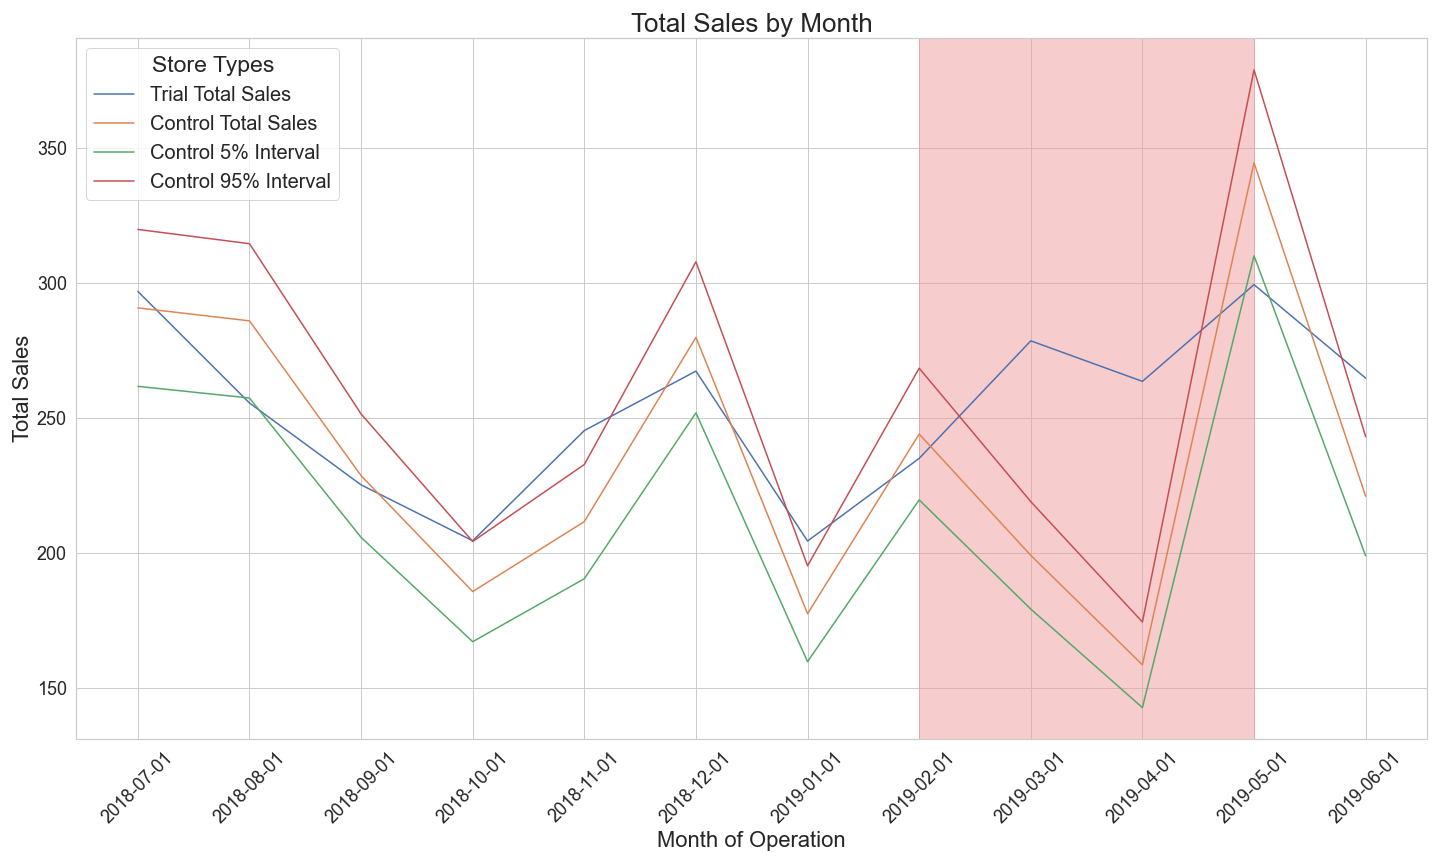 Total Sales by Month
Store Types
Trial Total Sales
Control Total Sales
Control 5% Interval
Control 95% Interval
Total Sales
350
300
250
200
150
2018-07-01
2018-08-01
2018-09-01
2018-10-01
2018-11-01
2018-12-01
2019-01-01
2019-02-01
2019-03-01
2019-04-01
2019-05-01
2019-06-01
Month of Operation